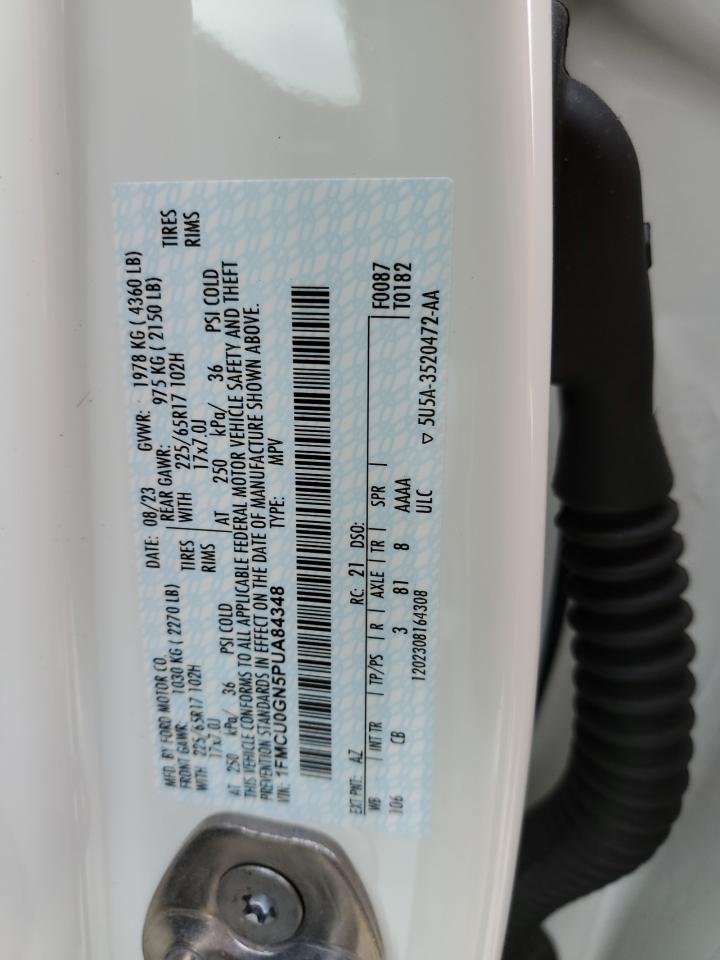 MFD. BY FORD MOTOR CO. DATE: 08/23 GVWR: 1978 KG ( 4360 LB)
FRONT GAWR: 1030 KG ( 2270 LB) REAR GAWR: 975 KG ( 2150 LB)
WITH 225/65R17 102H TIRES WITH 225/65R17 102H TIRES
17x7.0J RIMS 17x7.0J RIMS
AT 250 kPa/ 36 PSI COLD AT 250 kPa/ 36 PSI COLD
THIS VEHICLE CONFORMS TO ALL APPLICABLE FEDERAL MOTOR VEHICLE SAFETY AND THEFT
PREVENTION STANDARDS IN EFFECT ON THE DATE OF MANUFACTURE SHOWN ABOVE.
VIN: 1FMCU0GN5PUA84348 TYPE: MPV
EXT PNT: AZ RC: 21 DSO: F0087
WB INT TR TP/PS R AXLE TR SPR T0182
106 CB 3 81 8 AAAA
1202308164308 ULC ▽ 5U5A-3520472-AA